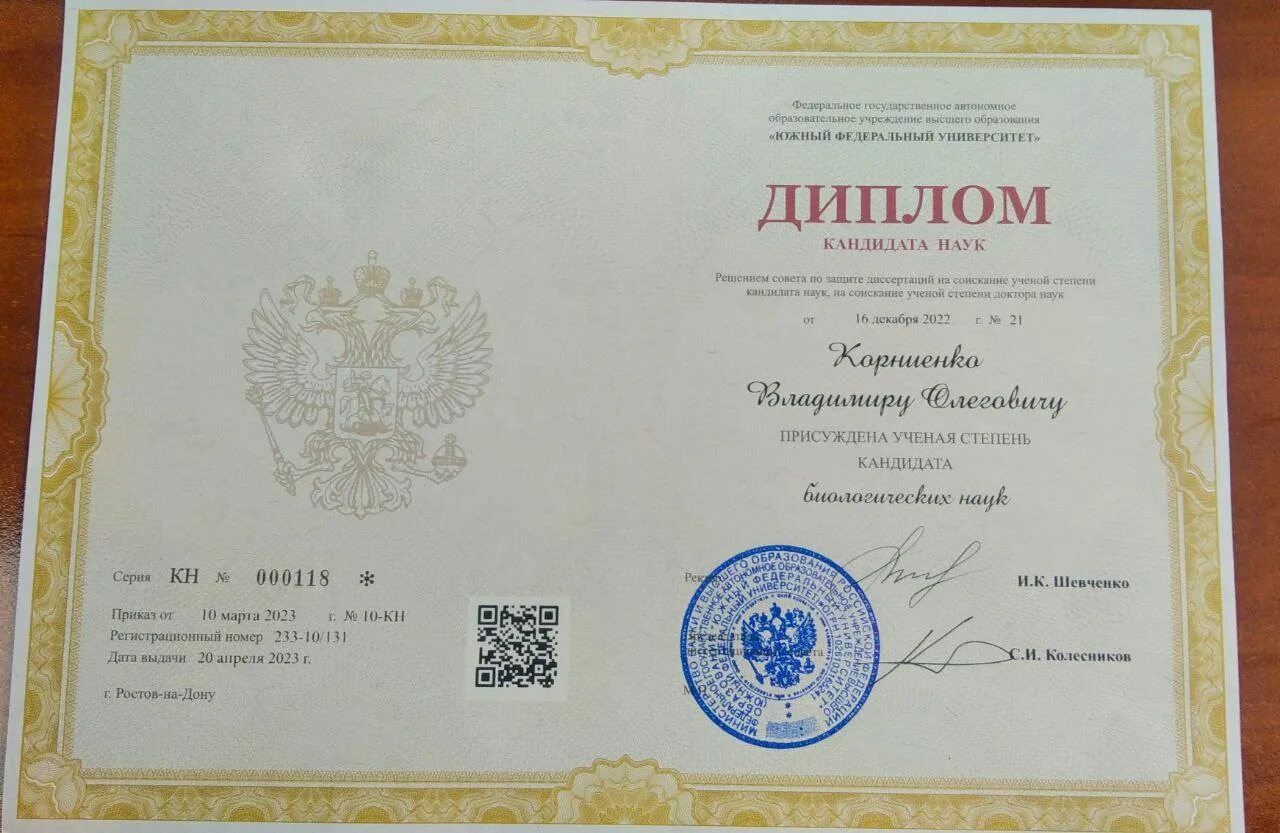 Серия КН № 000118 *
Приказ от 10 марта 2023 г. № 10-КН
Регистрационный номер 233-10/131
Дата выдачи 20 апреля 2023 г.
г. Ростов-на-Дону
Федеральное государственное автономное
образовательное учреждение высшего образования
«ЮЖНЫЙ ФЕДЕРАЛЬНЫЙ УНИВЕРСИТЕТ»
ДИПЛОМ
КАНДИДАТА НАУК
Решением совета по защите диссертаций на соискание ученой степени
кандидата наук, на соискание ученой степени доктора наук
от 16 декабря 2022 г. № 21
Корниенко
Владимиру Олеговичу
ПРИСУЖДЕНА УЧЕНАЯ СТЕПЕНЬ
КАНДИДАТА
биологических наук
И.К. Шевченко
С.И. Колесников